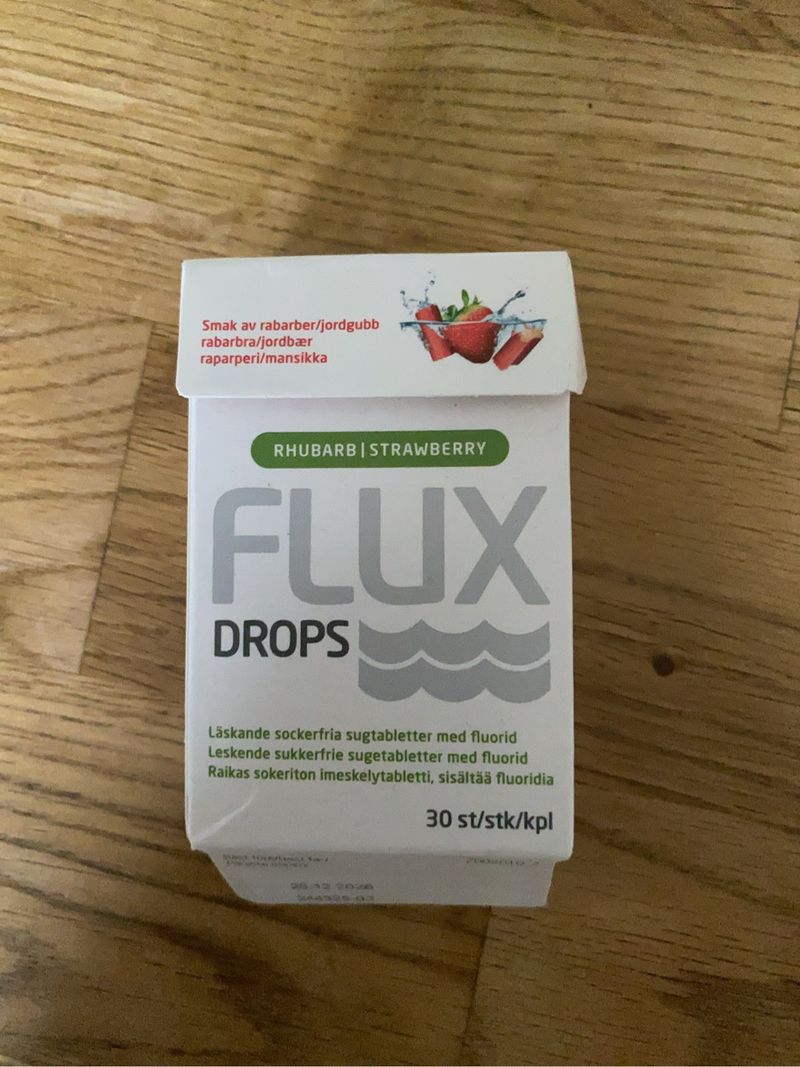 Smak av rabarber/jordgubb
rabarbra/jordbær
raparperi/mansikka
RHUBARB|STRAWBERRY
FLUX
DROPS
Läskande sockerfria sugtabletter med fluorid
Leskende sukkerfrie sugetabletter med fluorid
Raikas sokeriton imeskelytabletti, sisältää fluoridia
30 st/stk/kpl